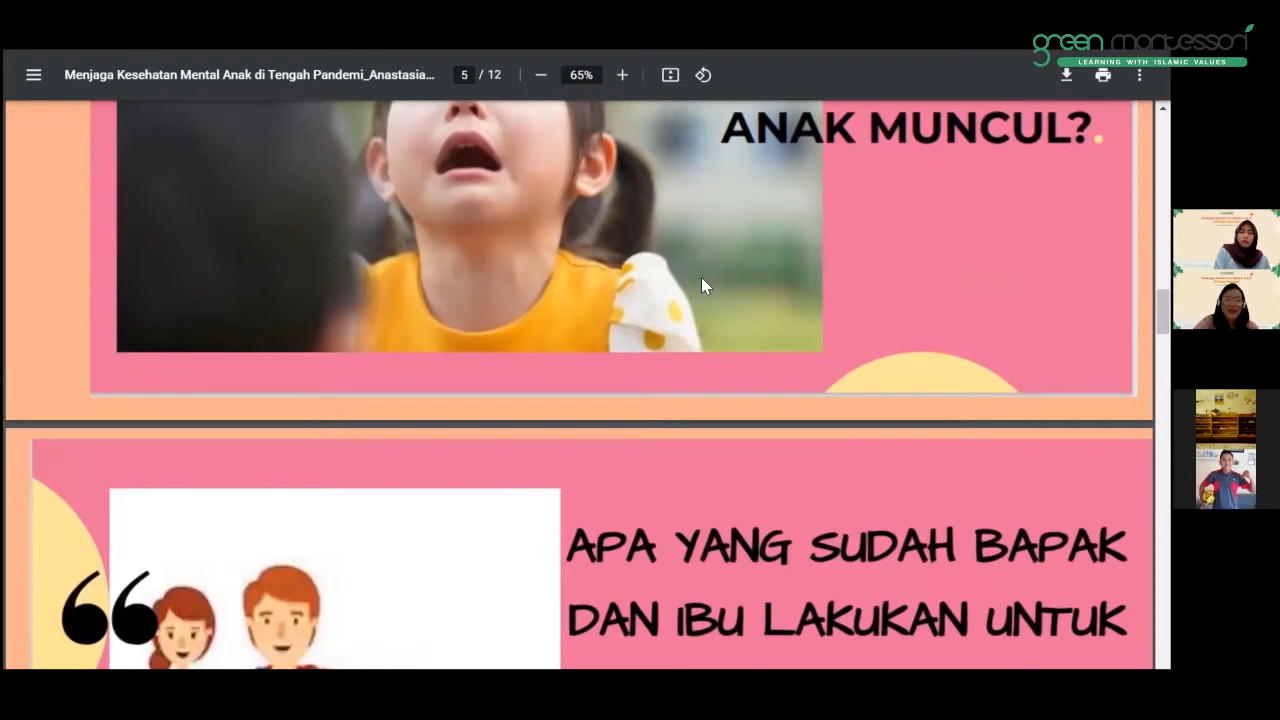 green montessori
LEARNING WITH ISLAMIC VALUES
Menjaga Kesehatan Mental Anak di Tengah Pandemi_Anastasia...
5 / 12
65%
ANAK MUNCUL?.
APA YANG SUDAH BAPAK
DAN IBU LAKUKAN UNTUK